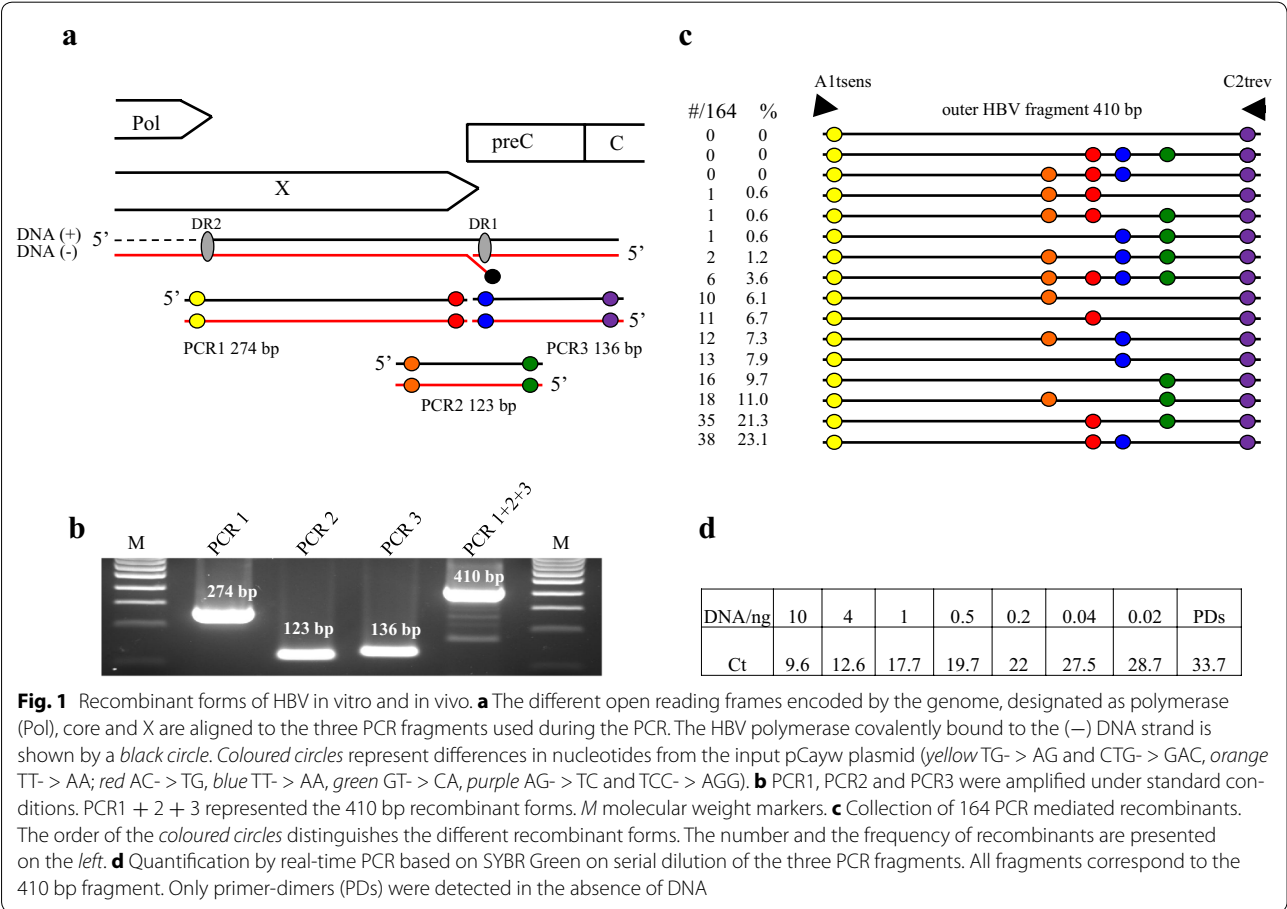 a
Pol
preC
C
X
DR2
DR1
DNA (+) 5’
DNA (-)
5’
5’
5’
PCR1 274 bp
PCR3 136 bp
5’
5’
PCR2 123 bp
b
M
PCR 1
PCR 2
PCR 3
PCR 1+2+3
M
274 bp
123 bp
136 bp
410 bp
c
A1tsens
C2trev
#/164 %
outer HBV fragment 410 bp
0 0
0 0
0 0
1 0.6
1 0.6
1 0.6
2 1.2
6 3.6
10 6.1
11 6.7
12 7.3
13 7.9
16 9.7
18 11.0
35 21.3
38 23.1
d
DNA/ng 10 4 1 0.5 0.2 0.04 0.02 PDs
Ct 9.6 12.6 17.7 19.7 22 27.5 28.7 33.7
Fig. 1 Recombinant forms of HBV in vitro and in vivo. a The different open reading frames encoded by the genome, designated as polymerase
(Pol), core and X are aligned to the three PCR fragments used during the PCR. The HBV polymerase covalently bound to the (−) DNA strand is
shown by a black circle. Coloured circles represent differences in nucleotides from the input pCayw plasmid (yellow TG- > AG and CTG- > GAC, orange
TT- > AA; red AC- > TG, blue TT- > AA, green GT- > CA, purple AG- > TC and TCC- > AGG). b PCR1, PCR2 and PCR3 were amplified under standard con-
ditions. PCR1 + 2 + 3 represented the 410 bp recombinant forms. M molecular weight markers. c Collection of 164 PCR mediated recombinants.
The order of the coloured circles distinguishes the different recombinant forms. The number and the frequency of recombinants are presented
on the left. d Quantification by real-time PCR based on SYBR Green on serial dilution of the three PCR fragments. All fragments correspond to the
410 bp fragment. Only primer-dimers (PDs) were detected in the absence of DNA